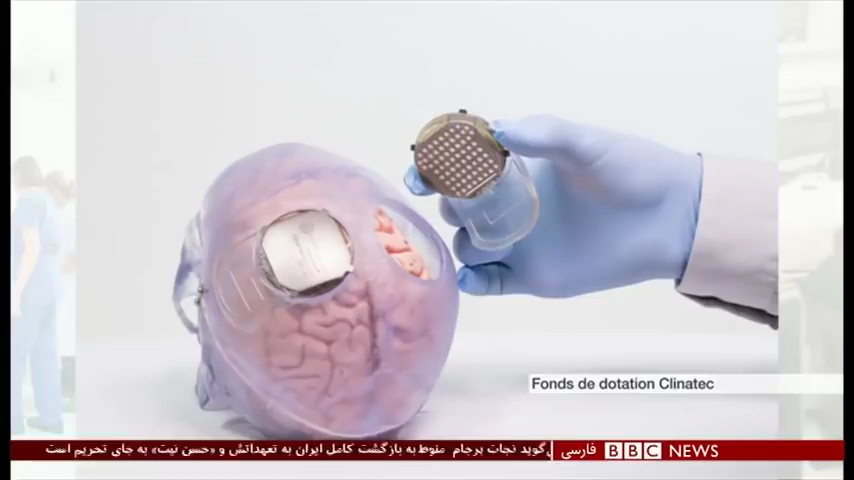 Fonds de dotation Clinatec
گوید نجات برجام منوط به بازگشت کامل ایران به تعهداتش و «حسن نیت» به جای تحریم است
فارسی BBC NEWS